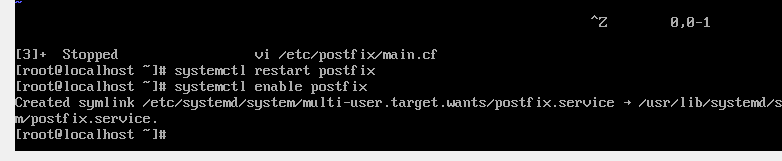 ~
^Z 0,0-1
[3]+ Stopped vi /etc/postfix/main.cf
[root@localhost ~]# systemctl restart postfix
[root@localhost ~]# systemctl enable postfix
Created symlink /etc/systemd/system/multi-user.target.wants/postfix.service → /usr/lib/systemd/s
m/postfix.service.
[root@localhost ~]#